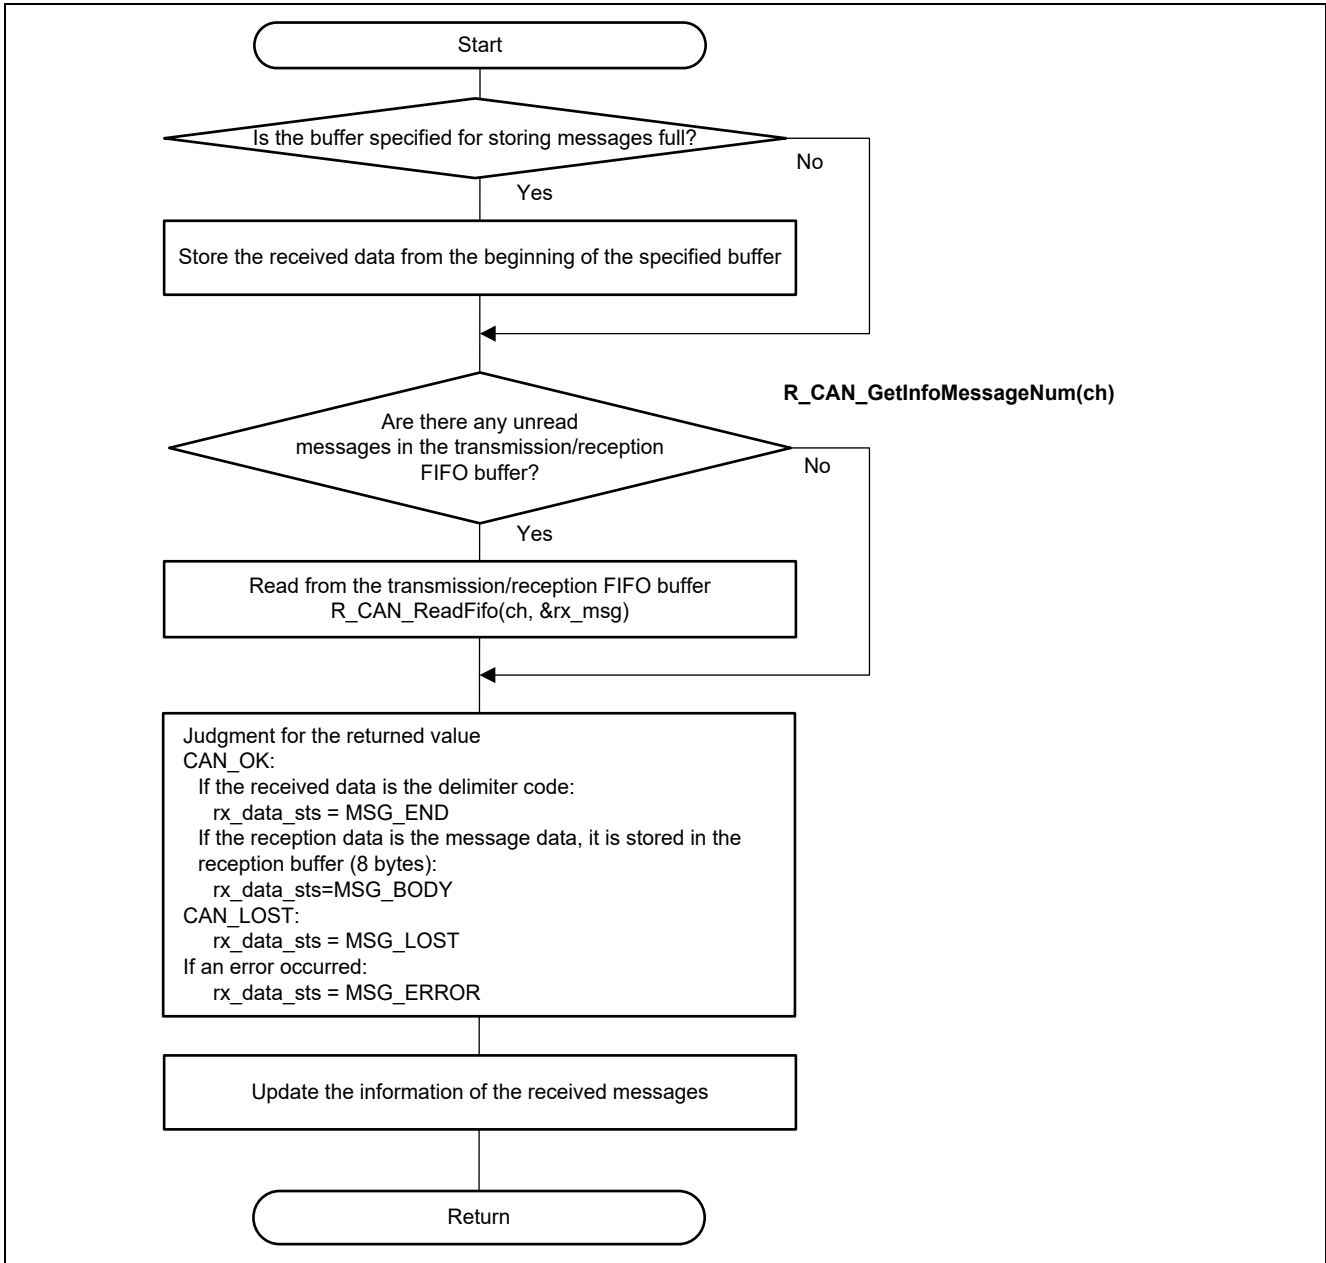 Start
Is the buffer specified for storing messages full?
No
Yes
Store the received data from the beginning of the specified buffer
R_CAN_GetInfoMessageNum(ch)
Are there any unread
messages in the transmission/reception
FIFO buffer?
No
Yes
Read from the transmission/reception FIFO buffer
R_CAN_ReadFifo(ch, &rx_msg)
Judgment for the returned value
CAN_OK:
If the received data is the delimiter code:
rx_data_sts = MSG_END
If the reception data is the message data, it is stored in the
reception buffer (8 bytes):
rx_data_sts=MSG_BODY
CAN_LOST:
rx_data_sts = MSG_LOST
If an error occurred:
rx_data_sts = MSG_ERROR
Update the information of the received messages
Return